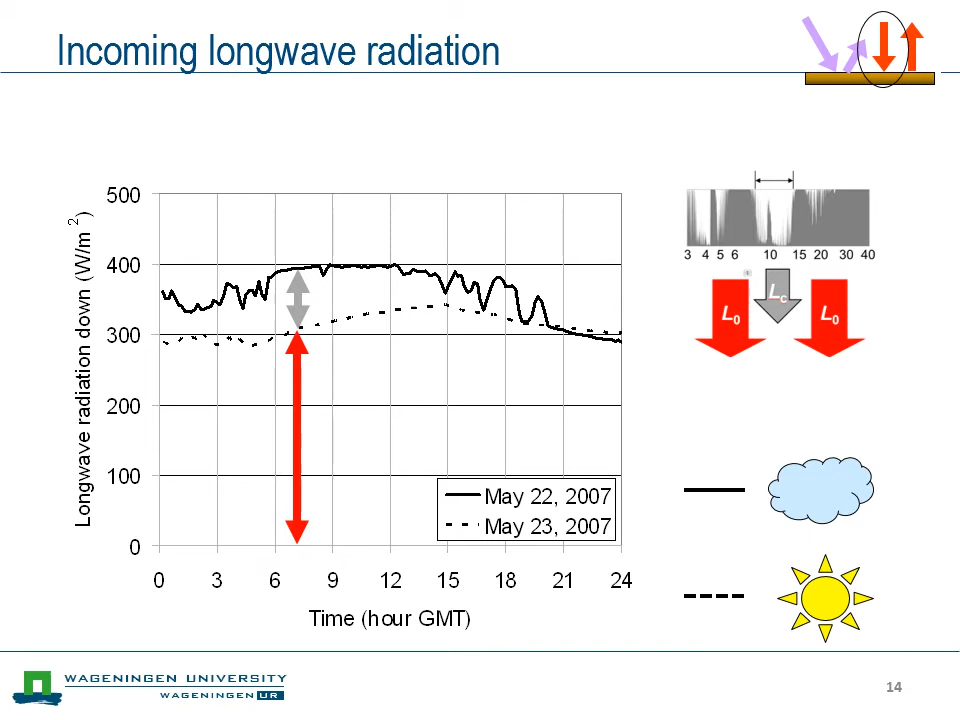 Incoming longwave radiation
500
400
300
200
100
0
Longwave radiation down (W/m²)
0 3 6 9 12 15 18 21 24
Time (hour GMT)
May 22, 2007
May 23, 2007
3 4 5 6 10 15 20 30 40
L₀ L_C L₀
WAGENINGEN UNIVERSITY
WAGENINGEN UR
14